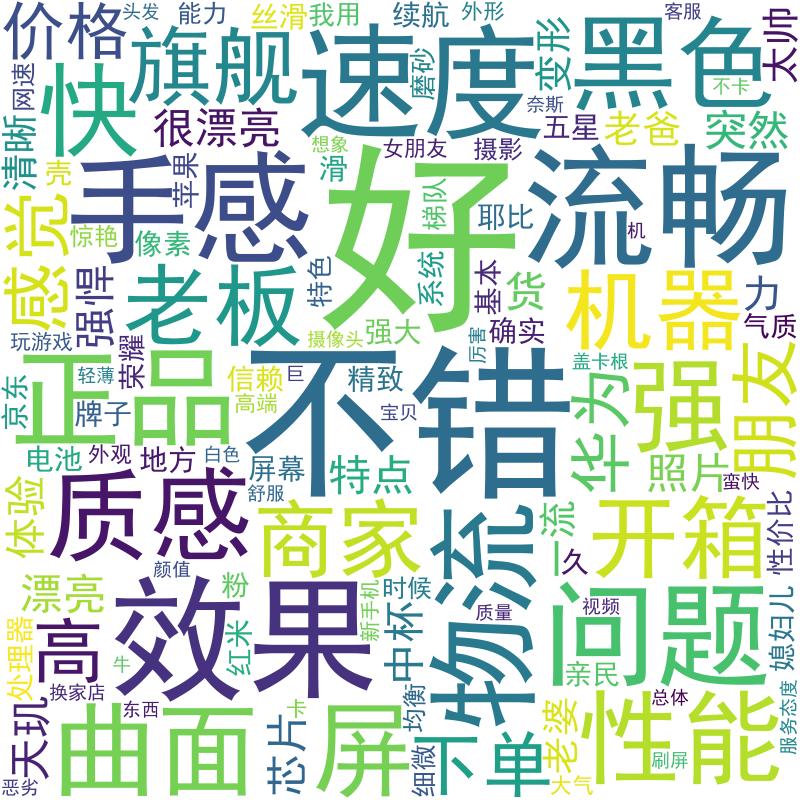 价格
头发
能力
丝滑
我用
续航
外形
客服
太帅
旗舰
速度
磨砂
变形
黑色
不卡
网速
快
很漂亮
奈斯
五星
老爸
突然
清晰
壳
苹果
手感
想象
滑
女朋友
摄影
好
梯队
耶比
流畅
机
感觉
惊艳
像素
特色
系统
基本
货
机器
力
气质
强悍
老板
玩游戏
荣耀
摄像头
强大
厉害
确实
盖卡根
京东
正品
轻薄
牌子
信赖
巨
高端
精致
宝贝
不错
华为
强
朋友
电池
外观
地方
白色
屏幕
舒服
特点
照片
蛮快
体验
质感
商家
物流
一流
久
开箱
性价比
颜值
漂亮
粉
效果
新手机
时候
质量
视频
问题
媳妇儿
处理器
高
牛
红米
中杯
亲民
换家店
东西
卡
均衡
总体
服务态度
天玑
曲面
芯片
屏
细微
下单
老婆
大气
性能
刷屏
恶劣